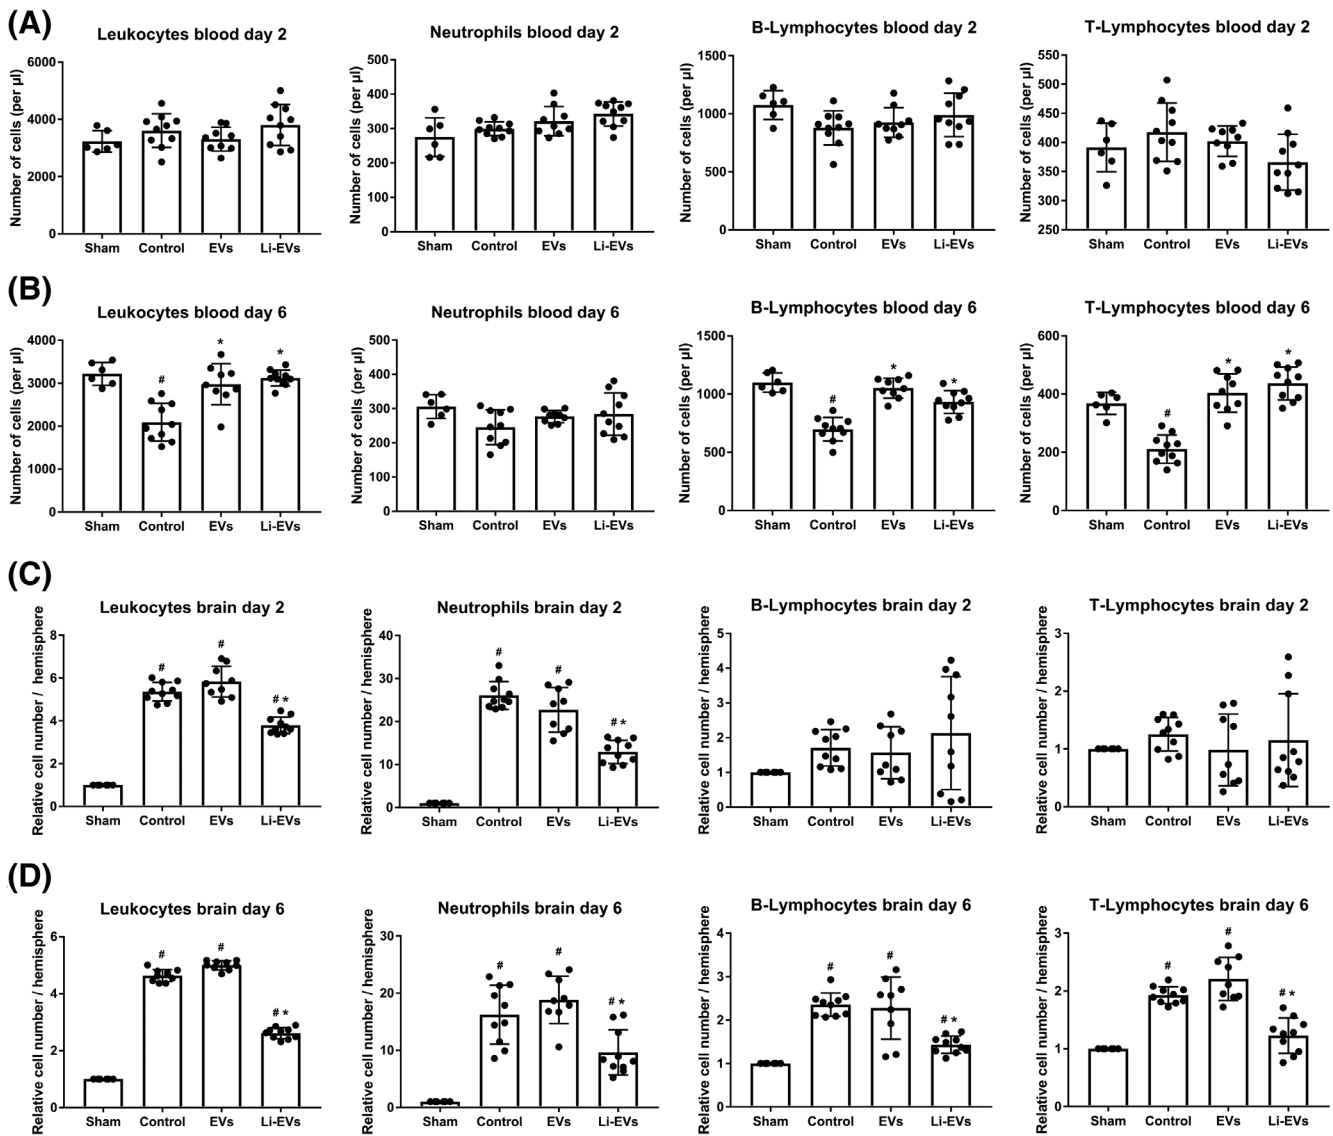 (A)
Leukocytes blood day 2
Number of cells (per µl)
6000
4000
2000
0
Sham Control EVs Li-EVs
Neutrophils blood day 2
Number of cells (per µl)
500
400
300
200
100
0
Sham Control EVs Li-EVs
B-Lymphocytes blood day 2
Number of cells (per µl)
1500
1000
500
0
Sham Control EVs Li-EVs
T-Lymphocytes blood day 2
Number of cells (per µl)
550
500
450
400
350
300
250
Sham Control EVs Li-EVs
(B)
Leukocytes blood day 6
Number of cells (per µl)
4000
3000
2000
1000
0
# * *
Sham Control EVs Li-EVs
Neutrophils blood day 6
Number of cells (per µl)
500
400
300
200
100
0
Sham Control EVs Li-EVs
B-Lymphocytes blood day 6
Number of cells (per µl)
1500
1000
500
0
# * *
Sham Control EVs Li-EVs
T-Lymphocytes blood day 6
Number of cells (per µl)
600
400
200
0
# * *
Sham Control EVs Li-EVs
(C)
Leukocytes brain day 2
Relative cell number / hemisphere
8
6
4
2
0
# # # *
Sham Control EVs Li-EVs
Neutrophils brain day 2
Relative cell number / hemisphere
40
30
20
10
0
# # # *
Sham Control EVs Li-EVs
B-Lymphocytes brain day 2
Relative cell number / hemisphere
5
4
3
2
1
0
Sham Control EVs Li-EVs
T-Lymphocytes brain day 2
Relative cell number / hemisphere
3
2
1
0
Sham Control EVs Li-EVs
(D)
Leukocytes brain day 6
Relative cell number / hemisphere
6
4
2
0
# # # *
Sham Control EVs Li-EVs
Neutrophils brain day 6
Relative cell number / hemisphere
30
20
10
0
# # # *
Sham Control EVs Li-EVs
B-Lymphocytes brain day 6
Relative cell number / hemisphere
4
3
2
1
0
# # # *
Sham Control EVs Li-EVs
T-Lymphocytes brain day 6
Relative cell number / hemisphere
3
2
1
0
# # # *
Sham Control EVs Li-EVs